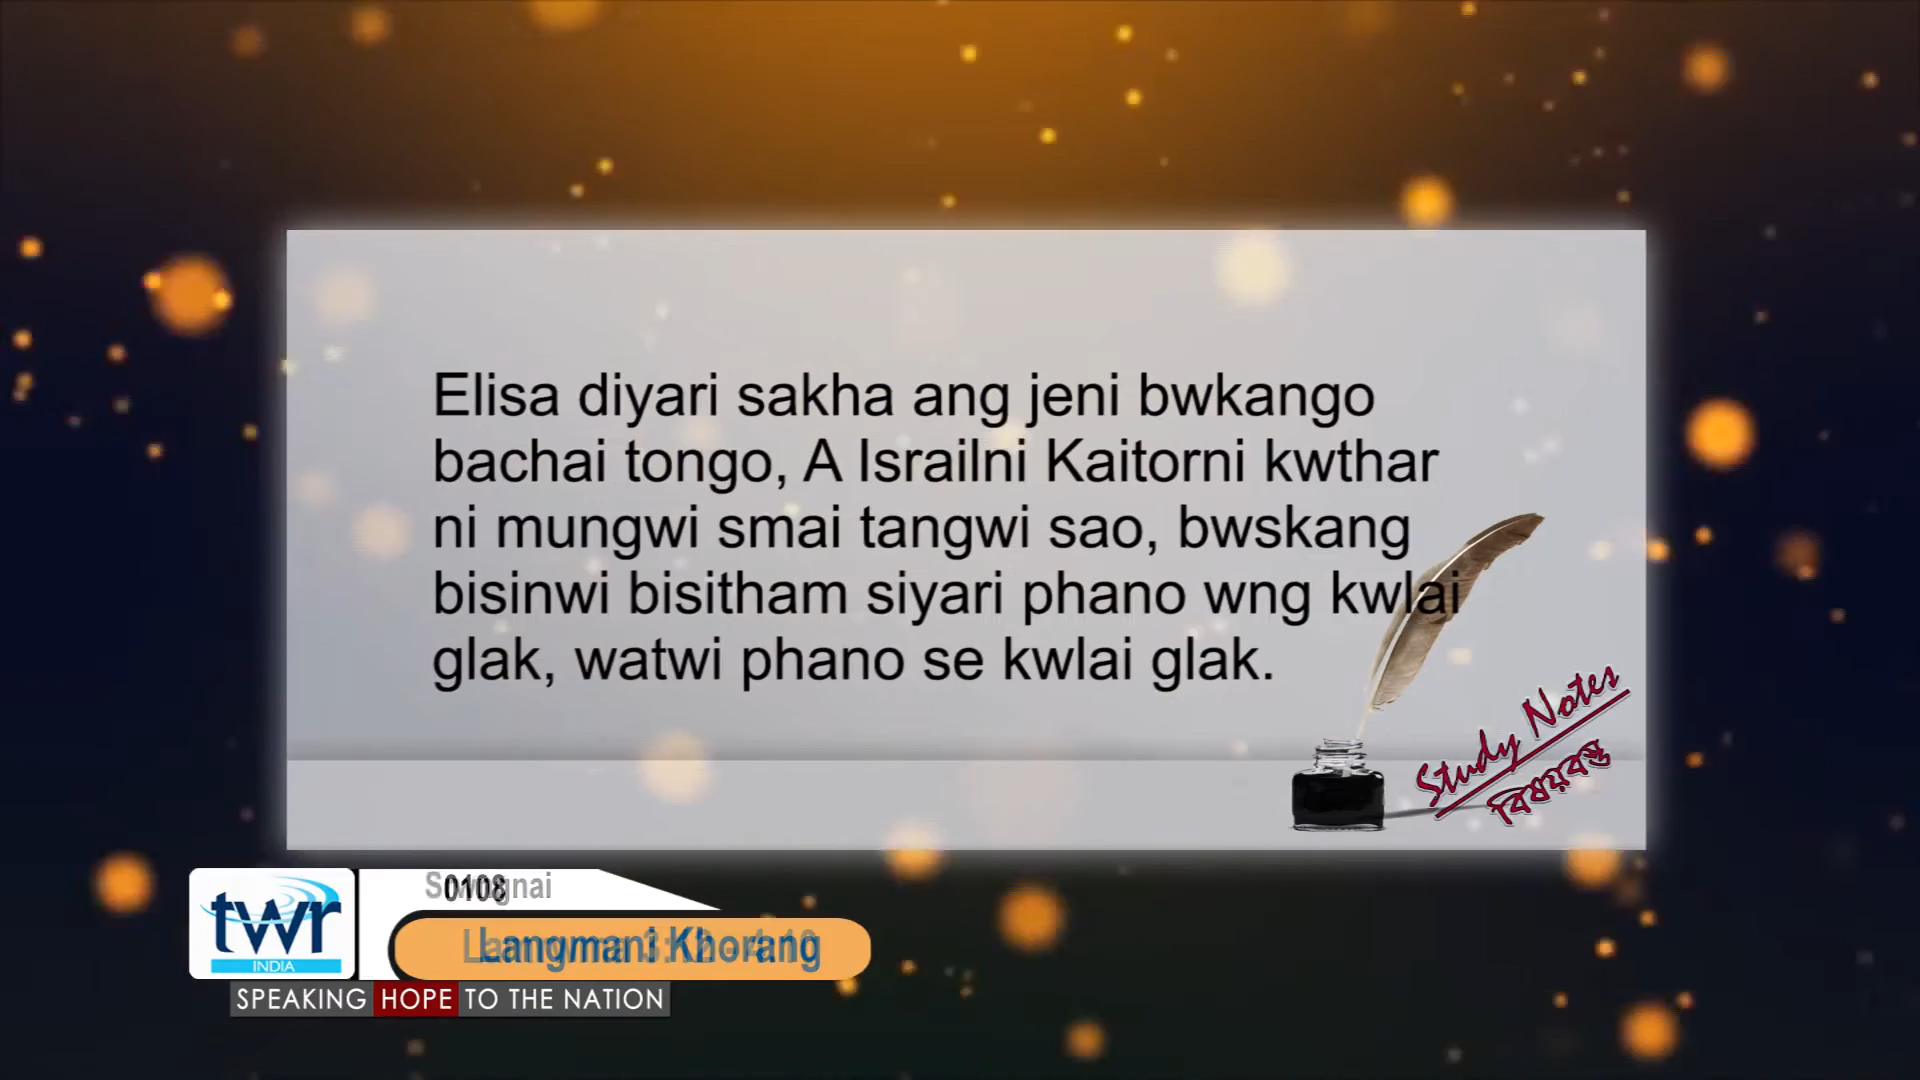 Elisa diyari sakha ang jeni bwkango
bachai tongo, A Israilni Kaitorni kwthar
ni mungwi smai tangwi sao, bwskang
bisinwi bisitham siyari phano wng kwlai
glak, watwi phano se kwlai glak.
Study Notes
বিষয়বস্তু
twr
INDIA
0108
Langmani Khorang
SPEAKING HOPE TO THE NATION